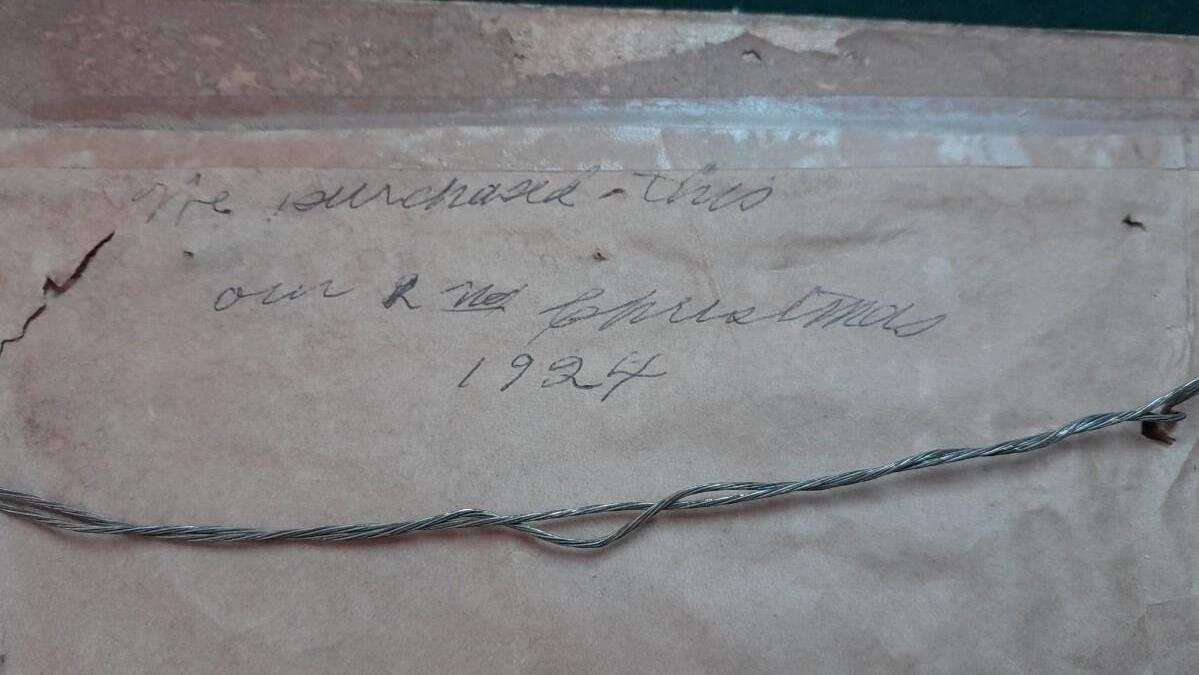 We purchased - this
our 2nd Christmas
1924